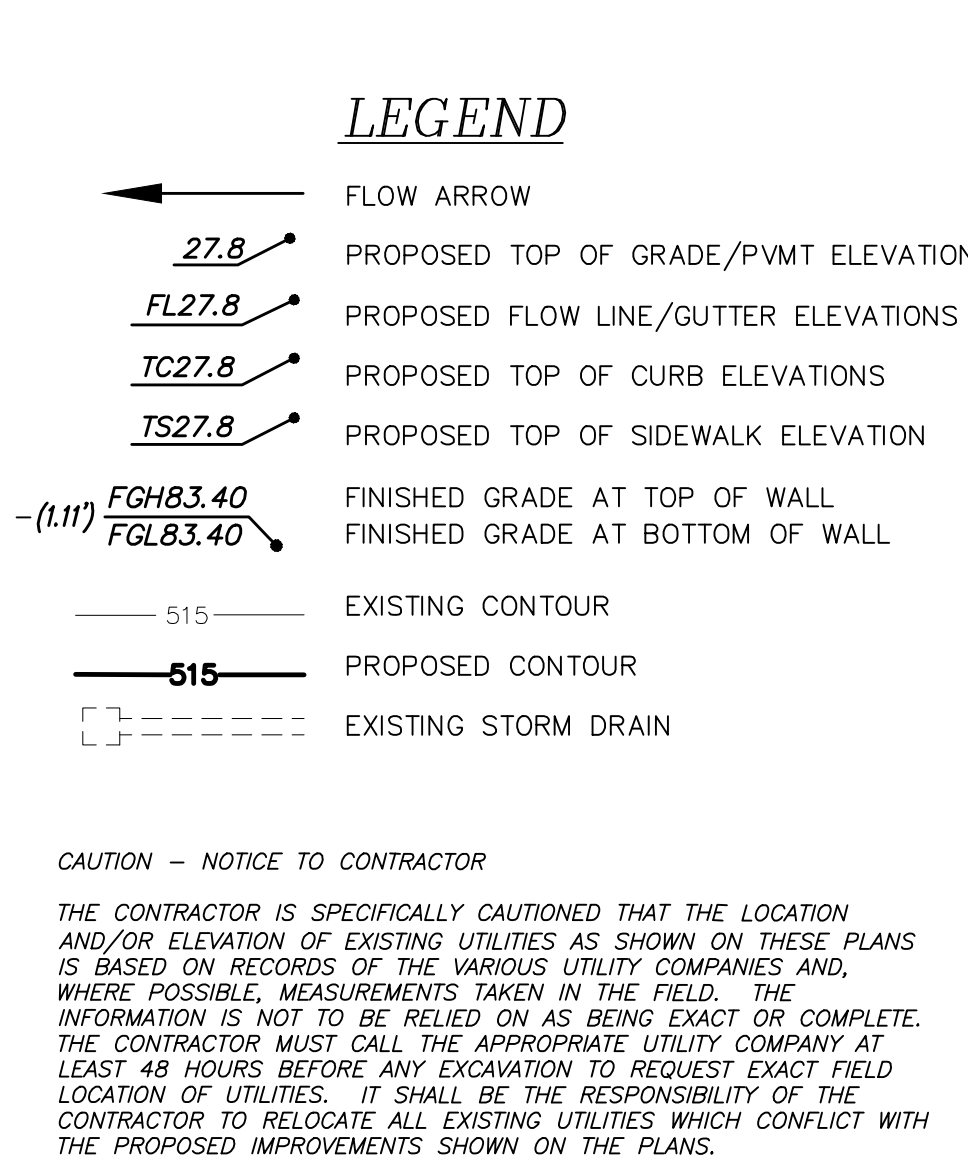 LEGEND
FLOW ARROW
27.8 PROPOSED TOP OF GRADE/PVMT ELEVATION
FL27.8 PROPOSED FLOW LINE/GUTTER ELEVATIONS
TC27.8 PROPOSED TOP OF CURB ELEVATIONS
TS27.8 PROPOSED TOP OF SIDEWALK ELEVATION
-(1.11') FGH83.40 FINISHED GRADE AT TOP OF WALL
FGL83.40 FINISHED GRADE AT BOTTOM OF WALL
515 EXISTING CONTOUR
515 PROPOSED CONTOUR
EXISTING STORM DRAIN
CAUTION – NOTICE TO CONTRACTOR
THE CONTRACTOR IS SPECIFICALLY CAUTIONED THAT THE LOCATION
AND/OR ELEVATION OF EXISTING UTILITIES AS SHOWN ON THESE PLANS
IS BASED ON RECORDS OF THE VARIOUS UTILITY COMPANIES AND,
WHERE POSSIBLE, MEASUREMENTS TAKEN IN THE FIELD. THE
INFORMATION IS NOT TO BE RELIED ON AS BEING EXACT OR COMPLETE.
THE CONTRACTOR MUST CALL THE APPROPRIATE UTILITY COMPANY AT
LEAST 48 HOURS BEFORE ANY EXCAVATION TO REQUEST EXACT FIELD
LOCATION OF UTILITIES. IT SHALL BE THE RESPONSIBILITY OF THE
CONTRACTOR TO RELOCATE ALL EXISTING UTILITIES WHICH CONFLICT WITH
THE PROPOSED IMPROVEMENTS SHOWN ON THE PLANS.